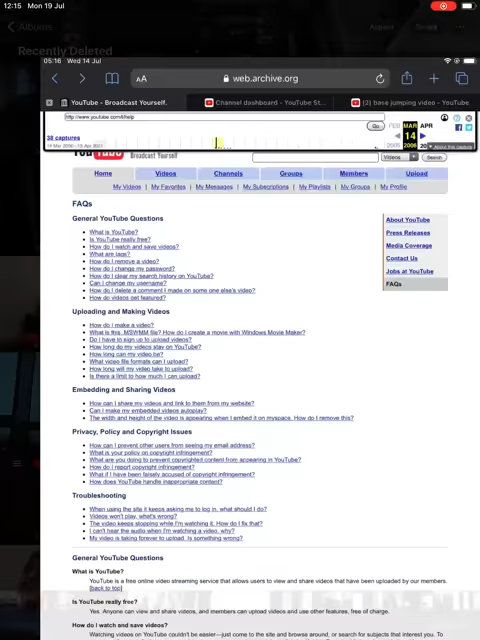 12:15 Mon 19 Jul
Albums
Select
Recently Deleted
05:16 Wed 14 Jul
AA
web.archive.org
YouTube - Broadcast Yourself.
Channel dashboard - YouTube St...
(3) base jumping video - YouTube
http://www.youtube.com/t/help
Go
FEB
MAR
APR
38 captures
14
14 Mar 2006 - 15 Apr 2021
2005
2006
About this capture
Broadcast Yourself
Videos
Search
Home
Videos
Channels
Groups
Members
Upload
My Videos | My Favorites | My Messages | My Subscriptions | My Playlists | My Groups | My Profile
FAQs
General YouTube Questions
What is YouTube?
Is YouTube really free?
How do I watch and save videos?
What are tags?
How do I remove a video?
How do I change my password?
How do I clear my search history on YouTube?
Can I change my username?
How do I delete a comment I made on some one else's video?
How do videos get featured?
About YouTube
Press Releases
Media Coverage
Contact Us
Jobs at YouTube
FAQs
Uploading and Making Videos
How do I make a video?
What is this .MSWMM file? How do I create a movie with Windows Movie Maker?
Do I have to sign up to upload videos?
How long do my videos stay on YouTube?
How long can my video be?
What video file formats can I upload?
How long will my video take to upload?
Is there a limit to how much I can upload?
Embedding and Sharing Videos
How can I share my videos and link to them from my website?
Can I make my embedded videos autoplay?
The width and height of the video is appearing when I embed it on myspace. How do I remove this?
Privacy, Policy and Copyright Issues
How can I prevent other users from seeing my email address?
What is your policy on copyright infringement?
What are you doing to prevent copyrighted content from appearing in YouTube?
How do I report copyright infringement?
What if I have been falsely accused of copyright infringement?
How does YouTube handle inappropriate content?
Troubleshooting
When using the site it keeps asking me to log in, what should I do?
Videos won't play, what's wrong?
The video keeps stopping while I'm watching it. How do I fix that?
I can't hear the audio when I'm watching a video, why?
My video is taking forever to upload. Is something wrong?
General YouTube Questions
What is YouTube?
YouTube is a free online video streaming service that allows users to view and share videos that have been uploaded by our members.
[back to top]
Is YouTube really free?
Yes. Anyone can view and share videos, and members can upload videos and use other features, free of charge.
How do I watch and save videos?
Watching videos on YouTube couldn't be easier—just come to the site and browse around, or search for subjects that interest you. To